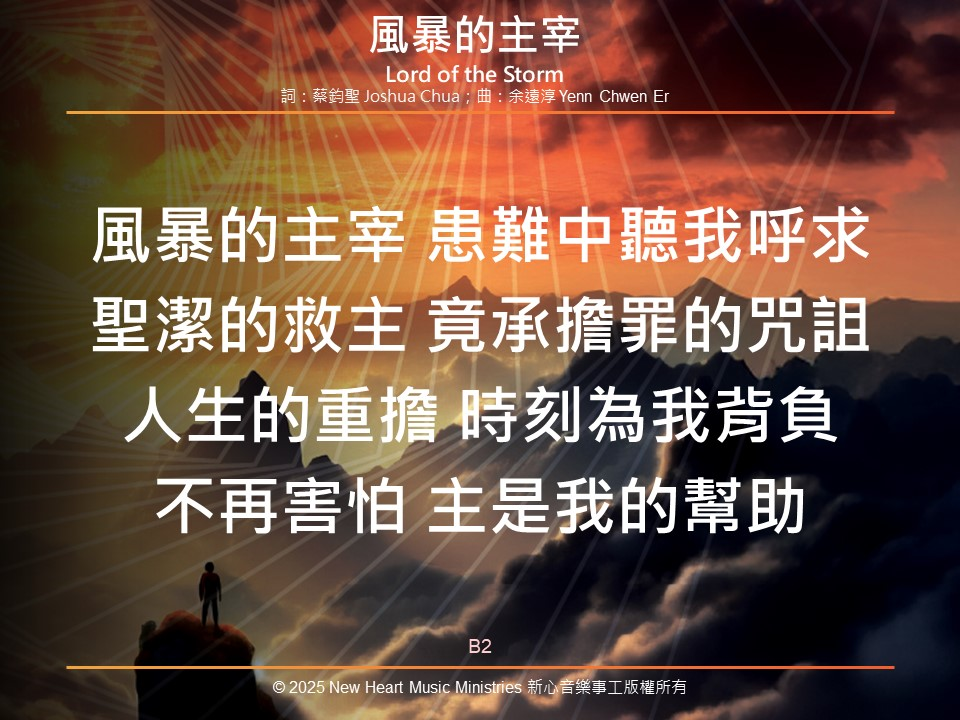 風暴的主宰
Lord of the Storm
詞：蔡鈞聖 Joshua Chua；曲：余遠淳 Yenn Chwen Er
風暴的主宰 患難中聽我呼求
聖潔的救主 竟承擔罪的咒詛
人生的重擔 時刻為我背負
不再害怕 主是我的幫助
B2
© 2025 New Heart Music Ministries 新心音樂事工版權所有